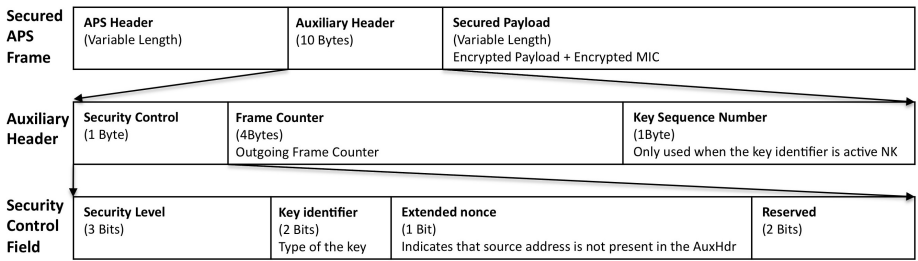 Secured
APS
Frame
APS Header
(Variable Length)
Auxiliary Header
(10 Bytes)
Secured Payload
(Variable Length)
Encrypted Payload + Encrypted MIC
Auxiliary
Header
Security Control
(1 Byte)
Frame Counter
(4Bytes)
Outgoing Frame Counter
Key Sequence Number
(1Byte)
Only used when the key identifier is active NK
Security
Control
Field
Security Level
(3 Bits)
Key identifier
(2 Bits)
Type of the key
Extended nonce
(1 Bit)
Indicates that source address is not present in the AuxHdr
Reserved
(2 Bits)